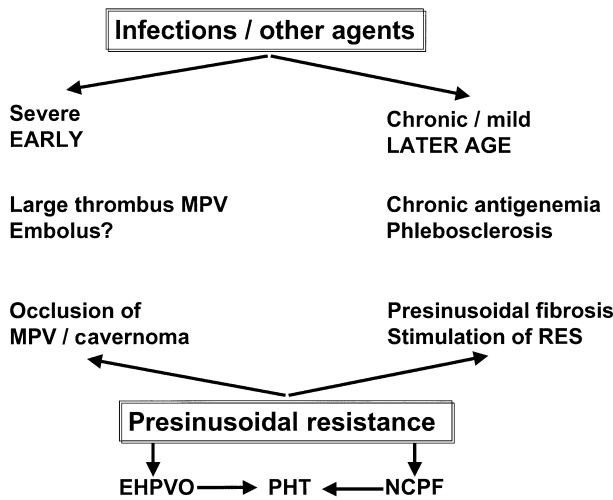 Infections / other agents
Severe
EARLY
Chronic / mild
LATER AGE
Large thrombus MPV
Embolus?
Chronic antigenemia
Phlebosclerosis
Occlusion of
MPV / cavernoma
Presinusoidal fibrosis
Stimulation of RES
Presinusoidal resistance
EHPVO PHT NCPF